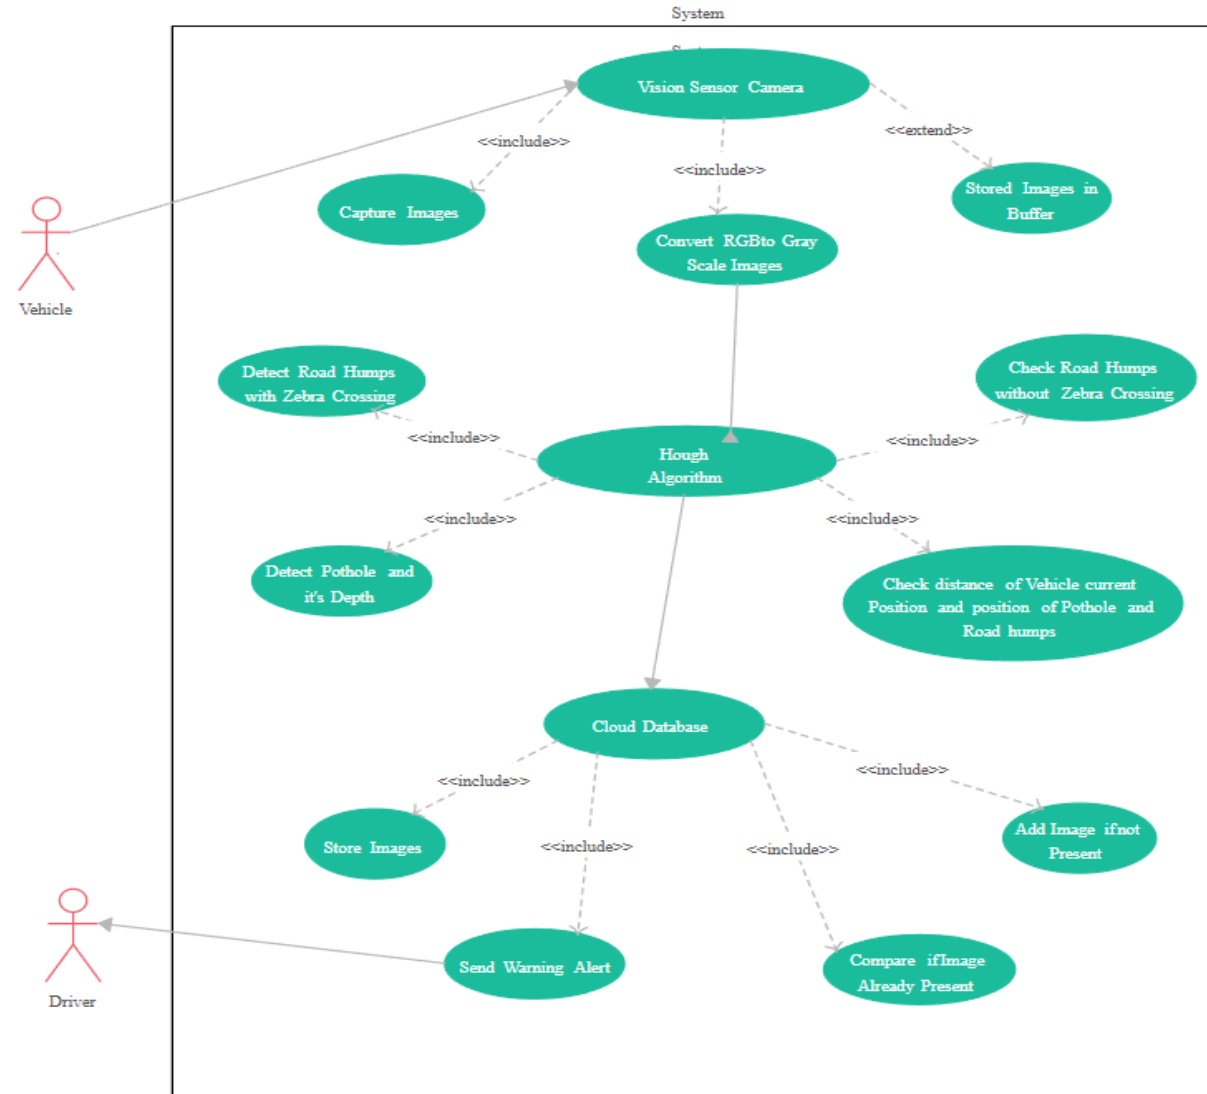 System
Vision Sensor Camera
<<include>>
<<extend>>
<<include>>
Capture Images
Stored Images in
Buffer
Convert RGBto Gray
Scale Images
Vehicle
Detect Road Humps
with Zebra Crossing
Check Road Humps
without Zebra Crossing
<<include>>
<<include>>
Hough
Algorithm
<<include>>
<<include>>
Detect Pothole and
it's Depth
Check distance of Vehicle current
Position and position of Pothole and
Road humps
Cloud Database
<<include>>
<<include>>
Store Images
<<include>>
<<include>>
Add Image ifnot
Present
Send Warning Alert
Compare ifImage
Already Present
Driver